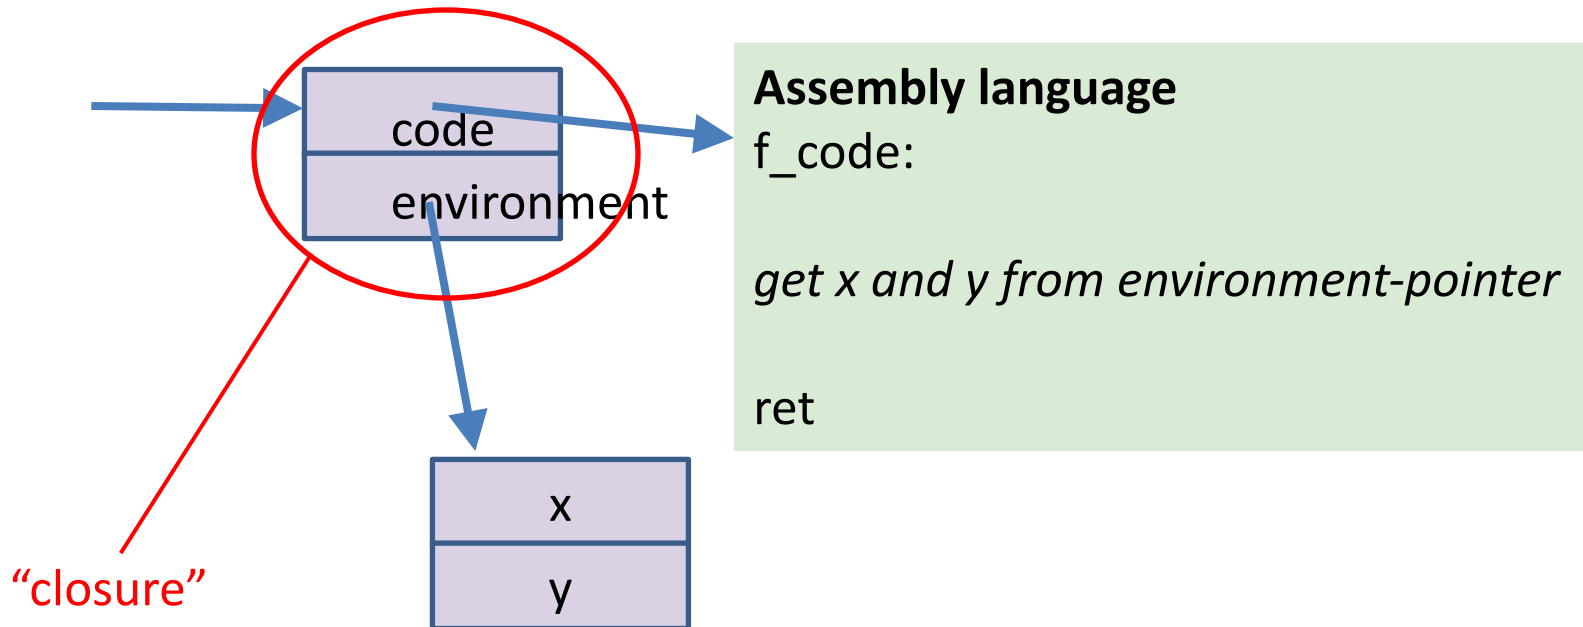 code
environment
Assembly language
f_code:
get x and y from environment-pointer
ret
x
y
“closure”